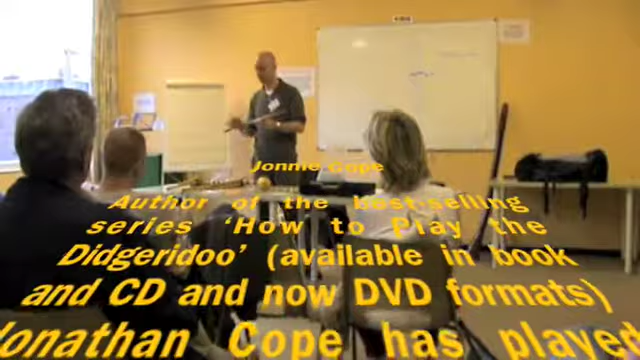 Jonnie Cope
Author of the best-selling
series ‘How to Play the
Didgeridoo’ (available in book
and CD and now DVD formats)
Jonathan Cope has played